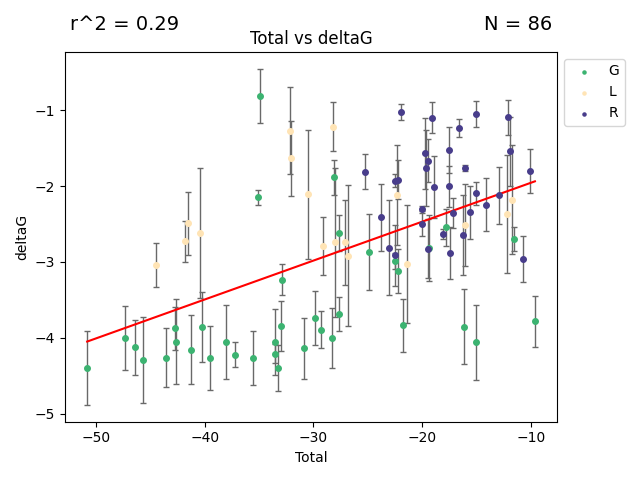 r^2 = 0.29 N = 86
Total vs deltaG
G
L
R
−1
−2
−3
−4
−5
deltaG
−50 −40 −30 −20 −10
Total